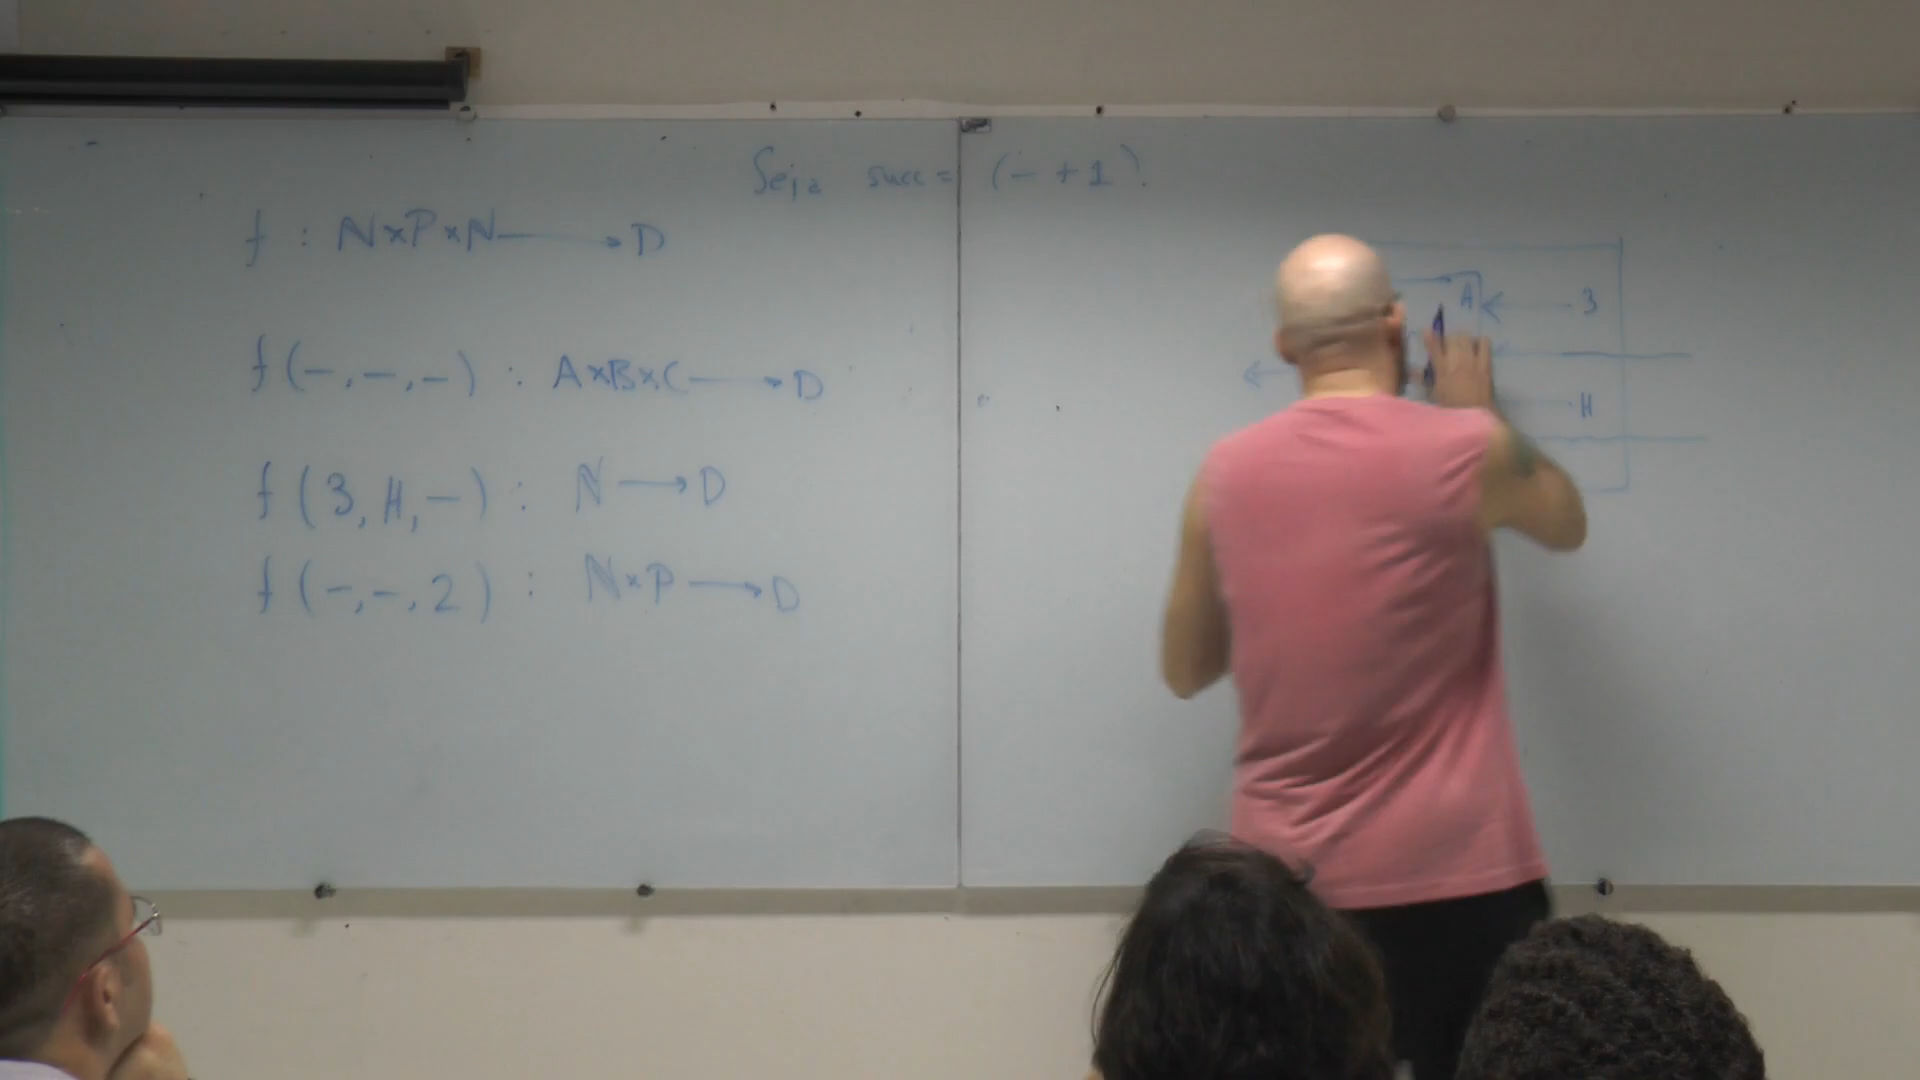 Seja succ = (- + 1).
f : N×P×N → D
f (-, -, -) : A×B×C → D
f (3, H, -) : N → D
f (-, -, 2) : N×P → D
A ← 3
H